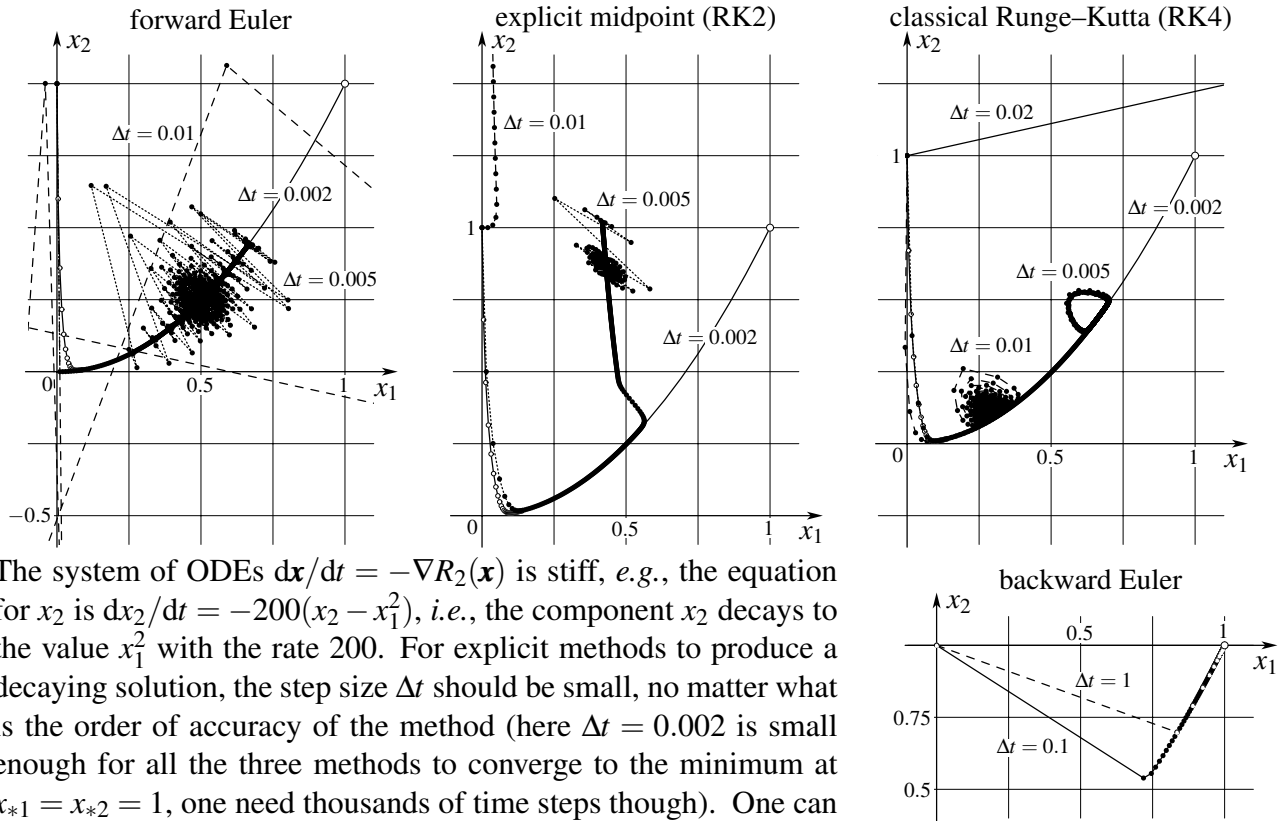 forward Euler
x₂
Δt = 0.01
Δt = 0.002
Δt = 0.005
0
0.5
1
x₁
−0.5
explicit midpoint (RK2)
x₂
Δt = 0.01
Δt = 0.005
1
Δt = 0.002
0
0.5
1
x₁
classical Runge–Kutta (RK4)
x₂
Δt = 0.02
1
Δt = 0.002
Δt = 0.005
Δt = 0.01
0
0.5
1
x₁
The system of ODEs d𝒙/dt = −∇R₂(𝒙) is stiff, e.g., the equation
for x₂ is dx₂/dt = −200(x₂ − x₁²), i.e., the component x₂ decays to
the value x₁² with the rate 200. For explicit methods to produce a
decaying solution, the step size Δt should be small, no matter what
is the order of accuracy of the method (here Δt = 0.002 is small
enough for all the three methods to converge to the minimum at
x∗₁ = x∗₂ = 1, one need thousands of time steps though). One can
backward Euler
x₂
0.5
1
x₁
Δt = 1
0.75
Δt = 0.1
0.5